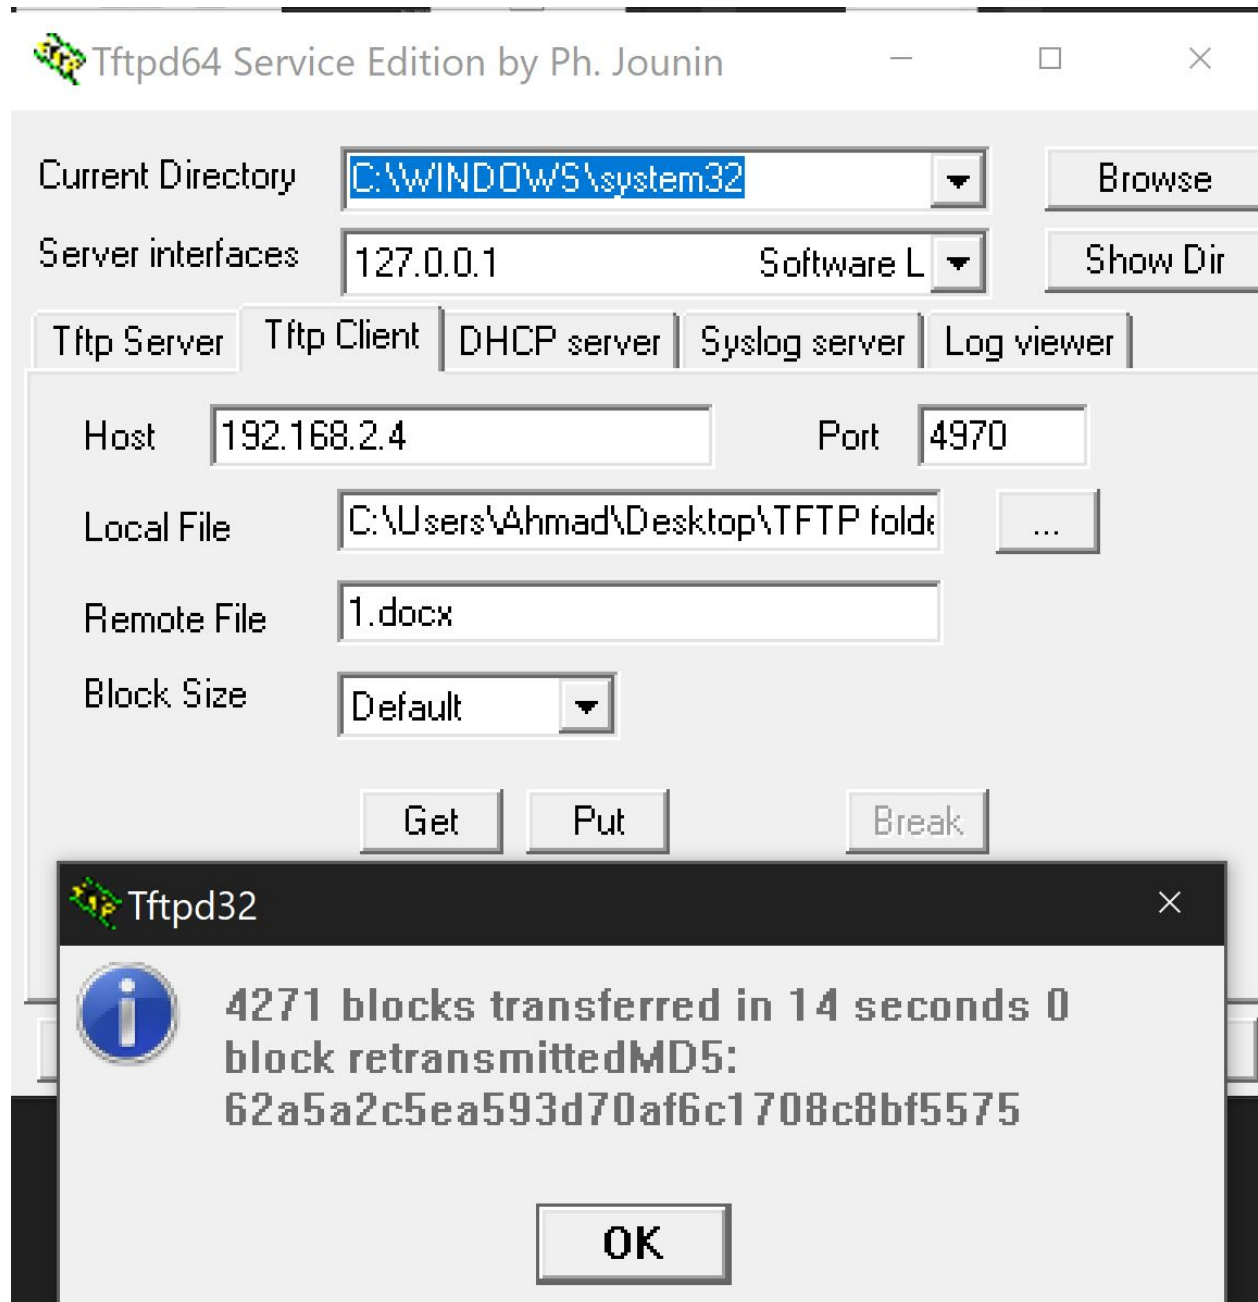 Tftpd64 Service Edition by Ph. Jounin
Current Directory C:\WINDOWS\system32 Browse
Server interfaces 127.0.0.1 Software L Show Dir
Tftp Server Tftp Client DHCP server Syslog server Log viewer
Host 192.168.2.4 Port 4970
Local File C:\Users\Ahmad\Desktop\TFTP folde ...
Remote File 1.docx
Block Size Default
Get Put Break
Tftpd32
4271 blocks transferred in 14 seconds 0
block retransmittedMD5:
62a5a2c5ea593d70af6c1708c8bf5575
OK